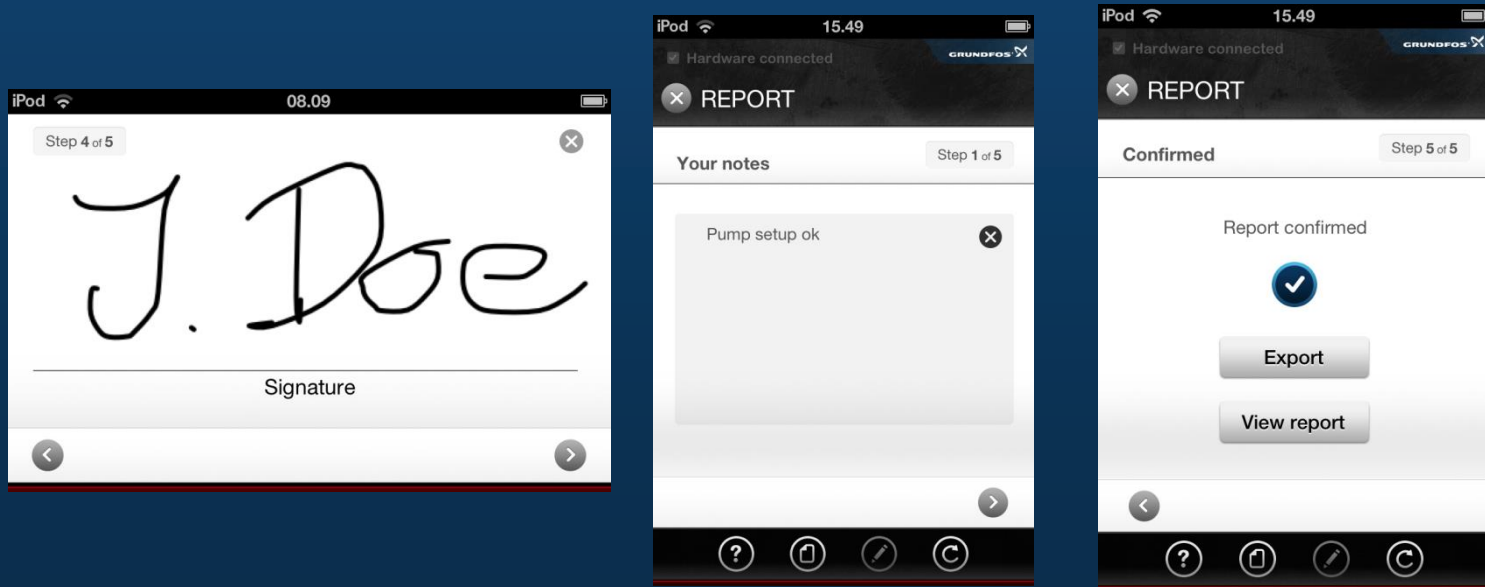 iPod 08.09
Step 4 of 5
J. Doe
Signature
iPod 15.49
Hardware connected GRUNDFOS
REPORT
Your notes Step 1 of 5
Pump setup ok
iPod 15.49
Hardware connected GRUNDFOS
REPORT
Confirmed Step 5 of 5
Report confirmed
Export
View report